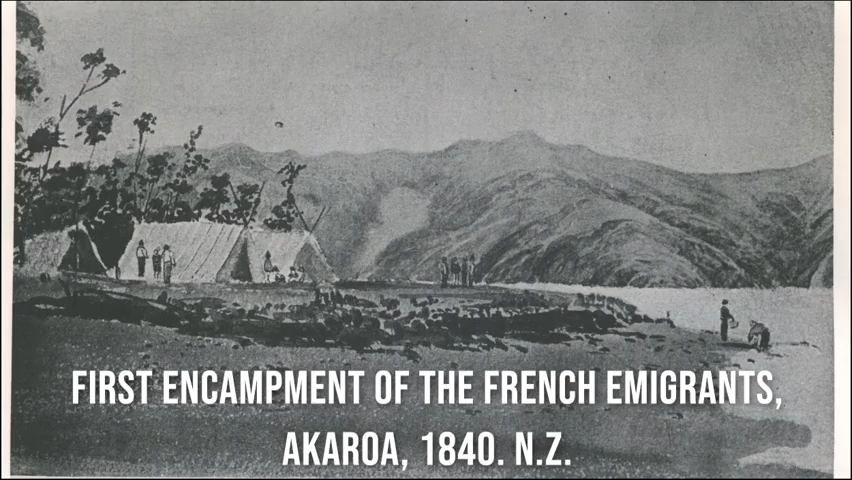 FIRST ENCAMPMENT OF THE FRENCH EMIGRANTS,
AKAROA, 1840. N.Z.